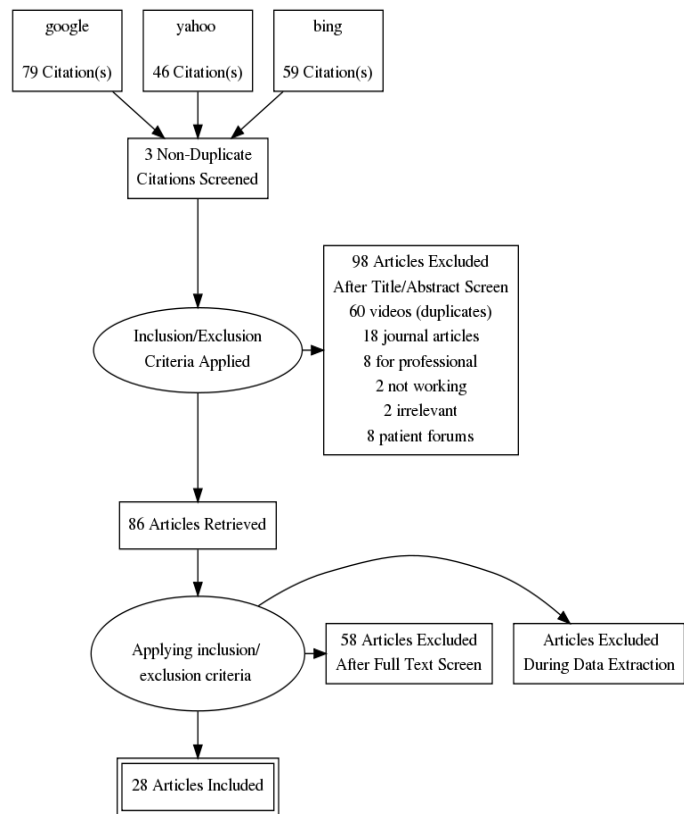 google
79 Citation(s)
yahoo
46 Citation(s)
bing
59 Citation(s)
3 Non-Duplicate
Citations Screened
Inclusion/Exclusion
Criteria Applied
98 Articles Excluded
After Title/Abstract Screen
60 videos (duplicates)
18 journal articles
8 for professional
2 not working
2 irrelevant
8 patient forums
86 Articles Retrieved
Applying inclusion/
exclusion criteria
58 Articles Excluded
After Full Text Screen
Articles Excluded
During Data Extraction
28 Articles Included